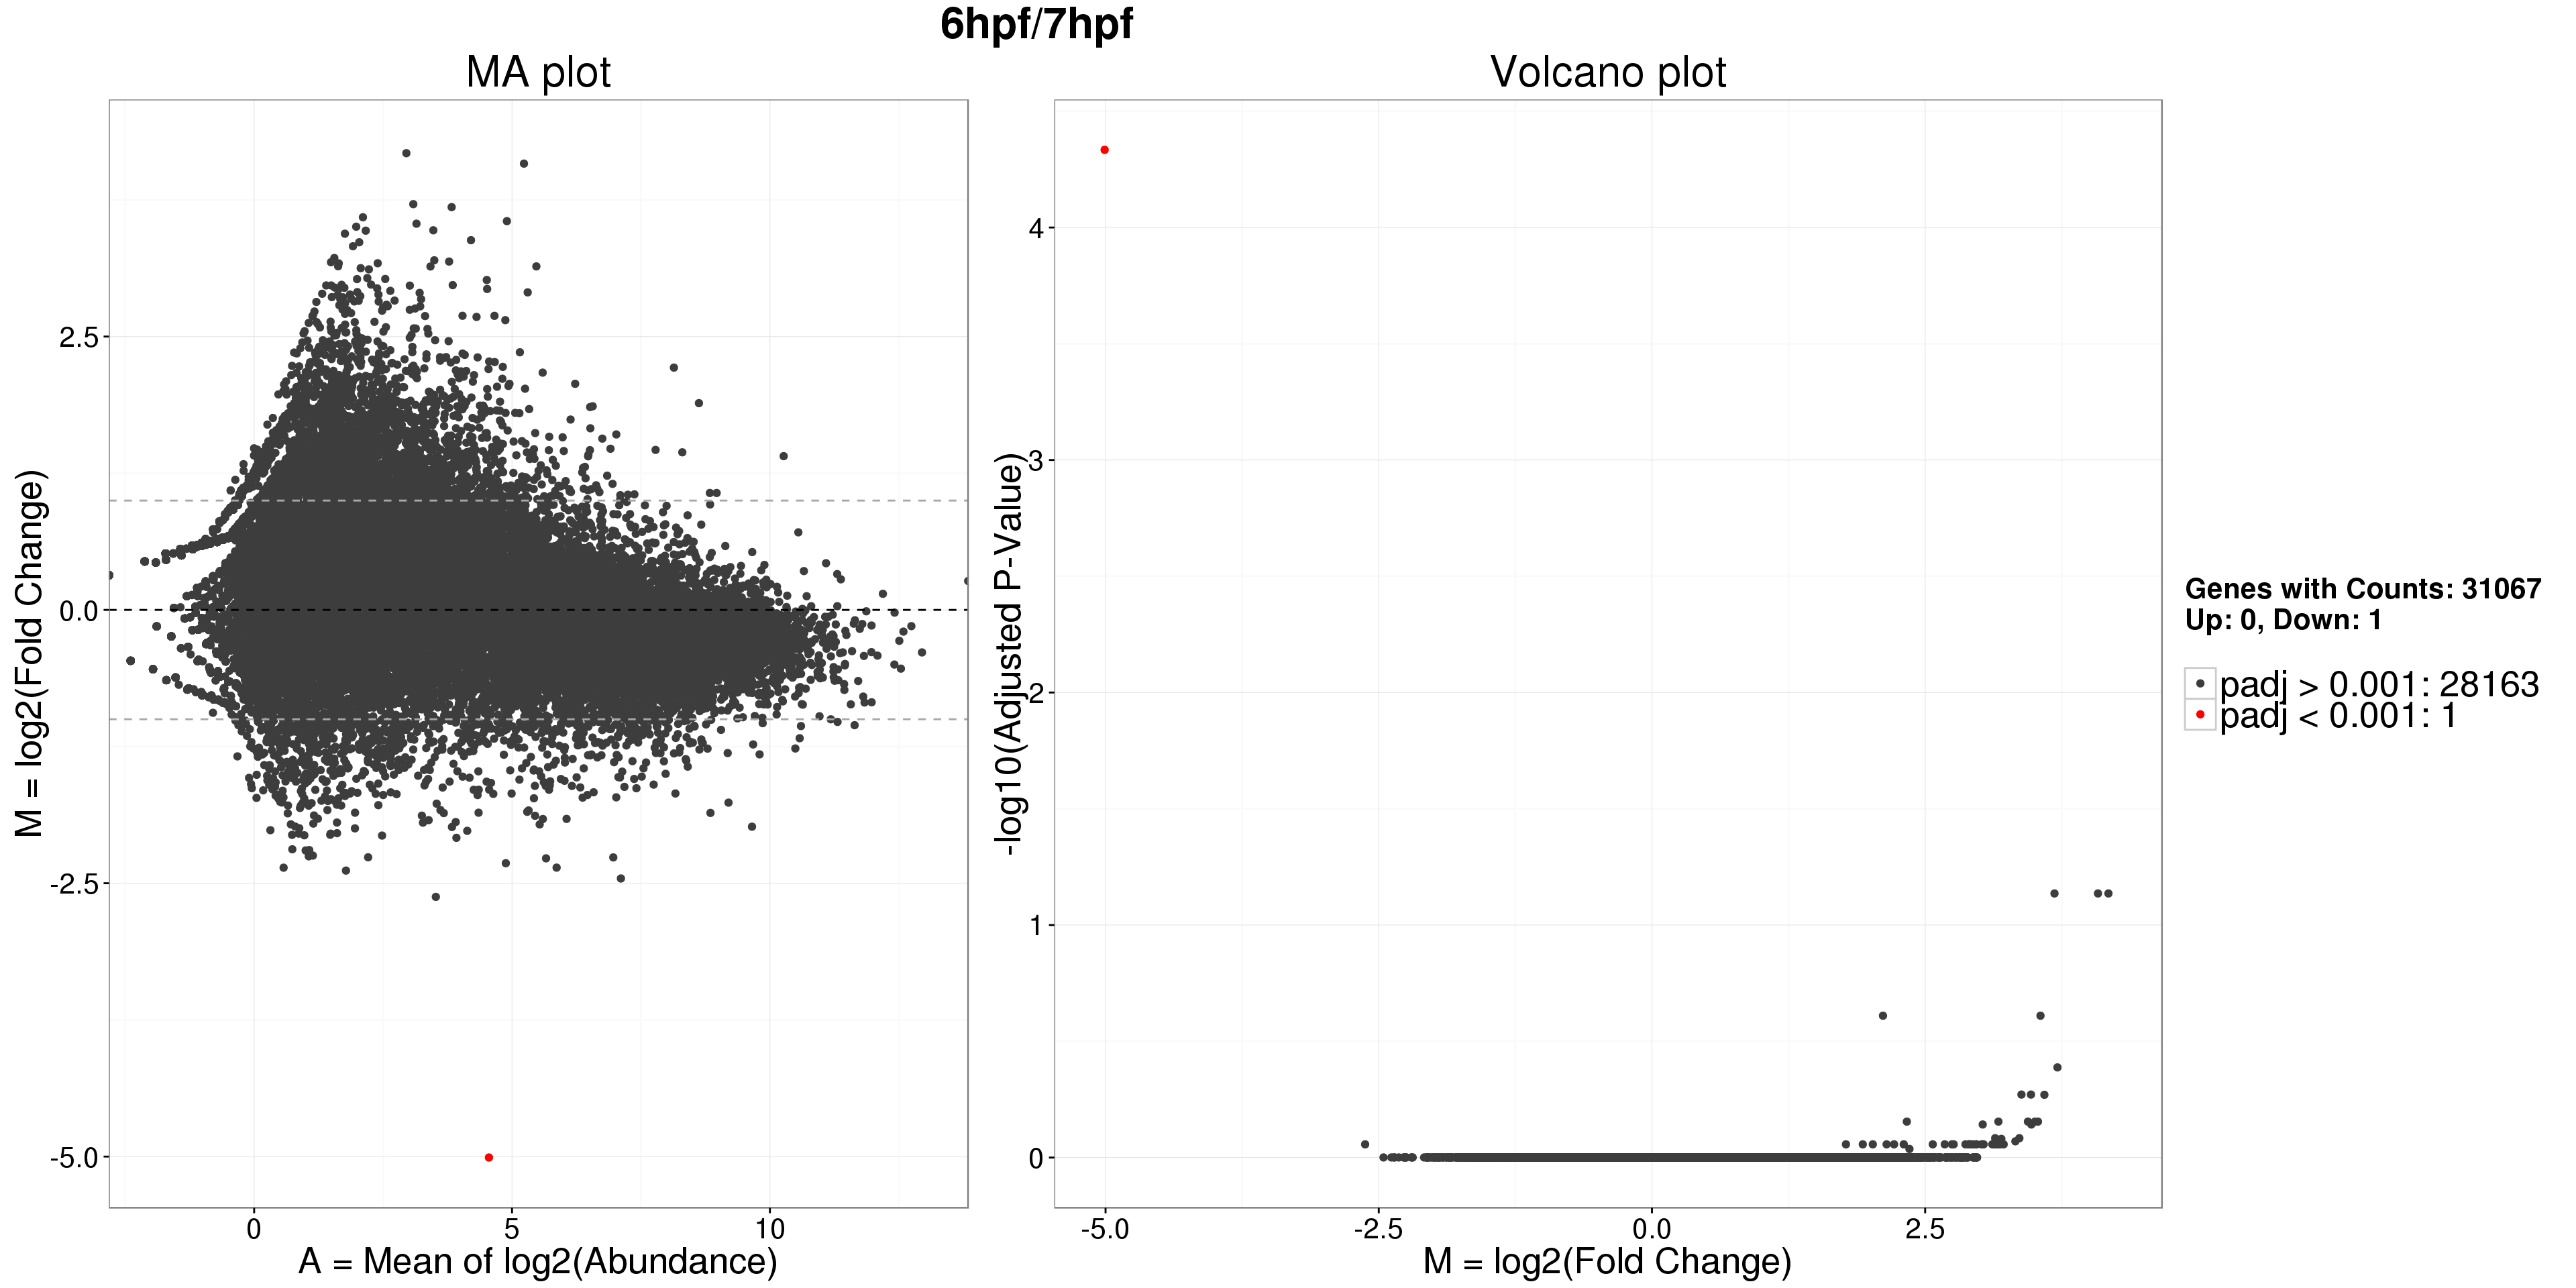 6hpf/7hpf
MA plot
M = log2(Fold Change)
2.5
0.0
-2.5
-5.0
0
5
10
A = Mean of log2(Abundance)
Volcano plot
-log10(Adjusted P-Value)
4
3
2
1
0
-5.0
-2.5
0.0
2.5
M = log2(Fold Change)
Genes with Counts: 31067
Up: 0, Down: 1
padj > 0.001: 28163
padj < 0.001: 1